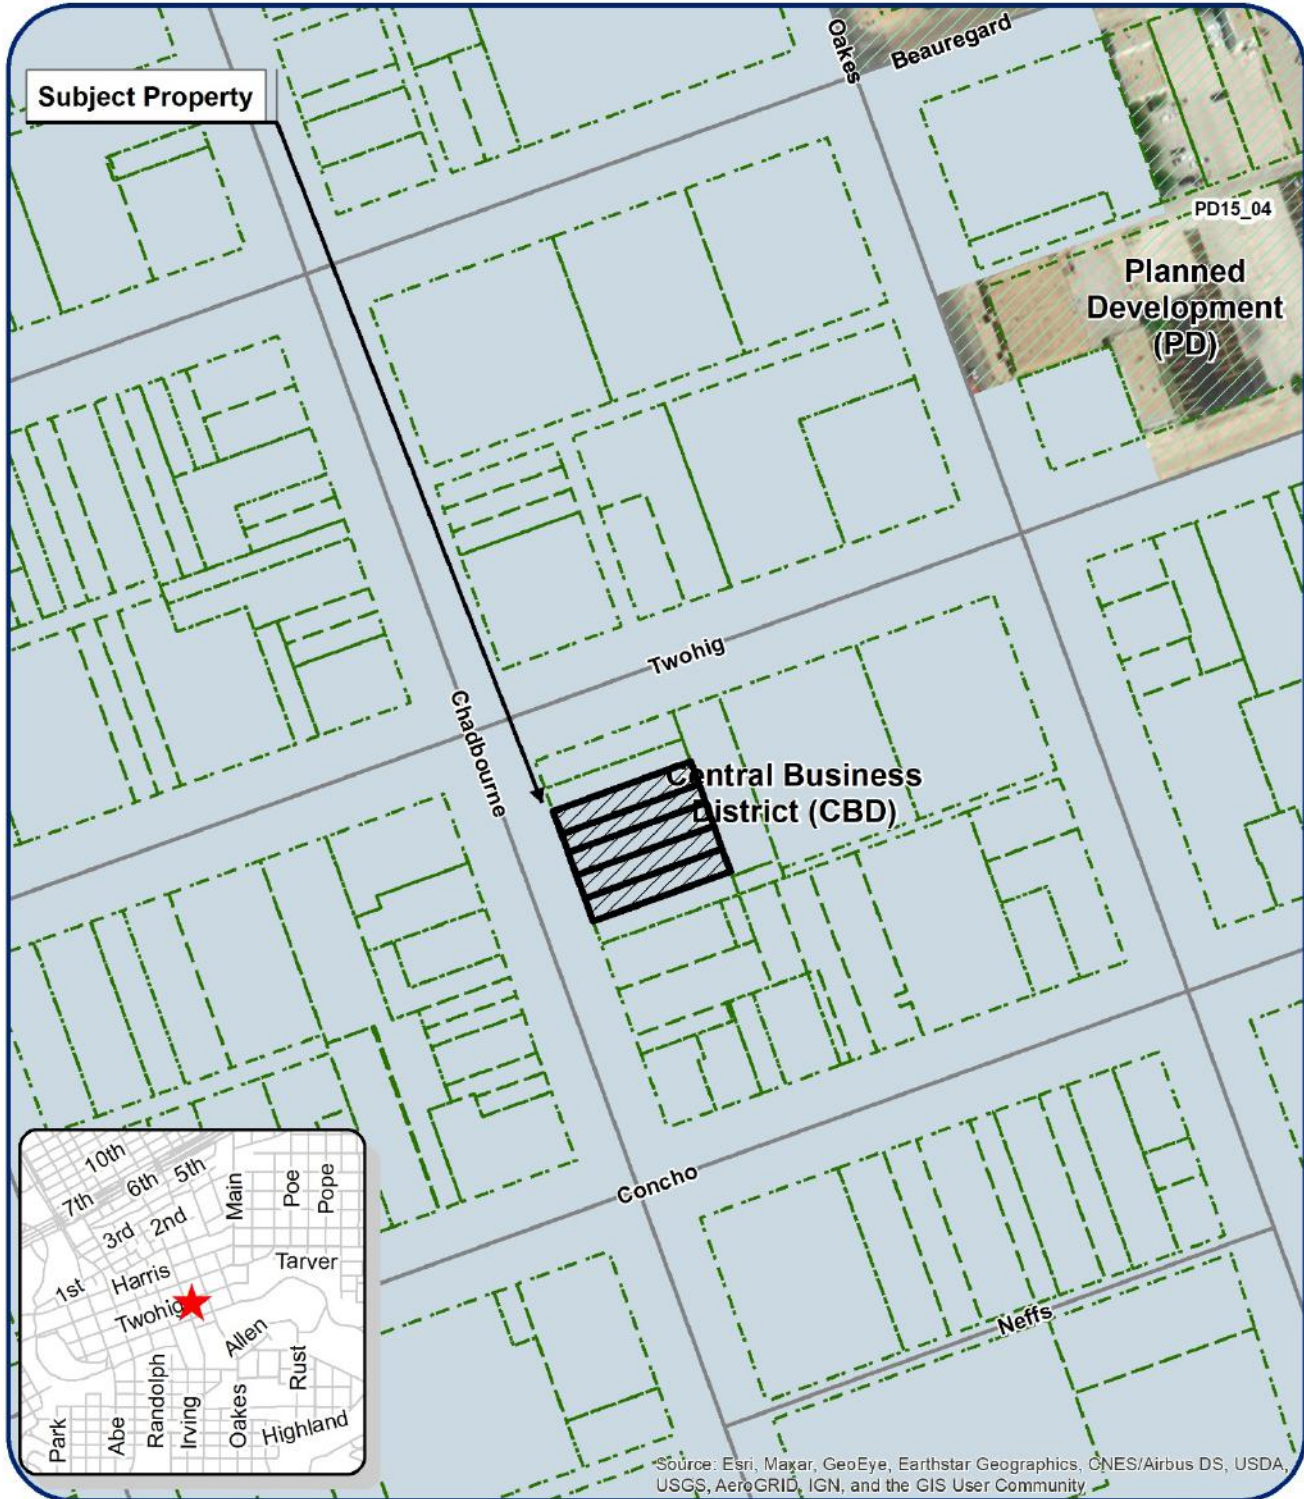 Oakes
Beauregard
Subject Property
PD15_04
Planned
Development
(PD)
Twohig
Chadbourne
Central Business
District (CBD)
Concho
Neffs
10th
7th
6th
5th
3rd
2nd
Main
Poe
Pope
1st
Harris
Tarver
Twohig
Allen
Park
Abe
Randolph
Irving
Oakes
Rust
Highland
Source: Esri, Maxar, GeoEye, Earthstar Geographics, CNES/Airbus DS, USDA,
USGS, AeroGRID, IGN, and the GIS User Community